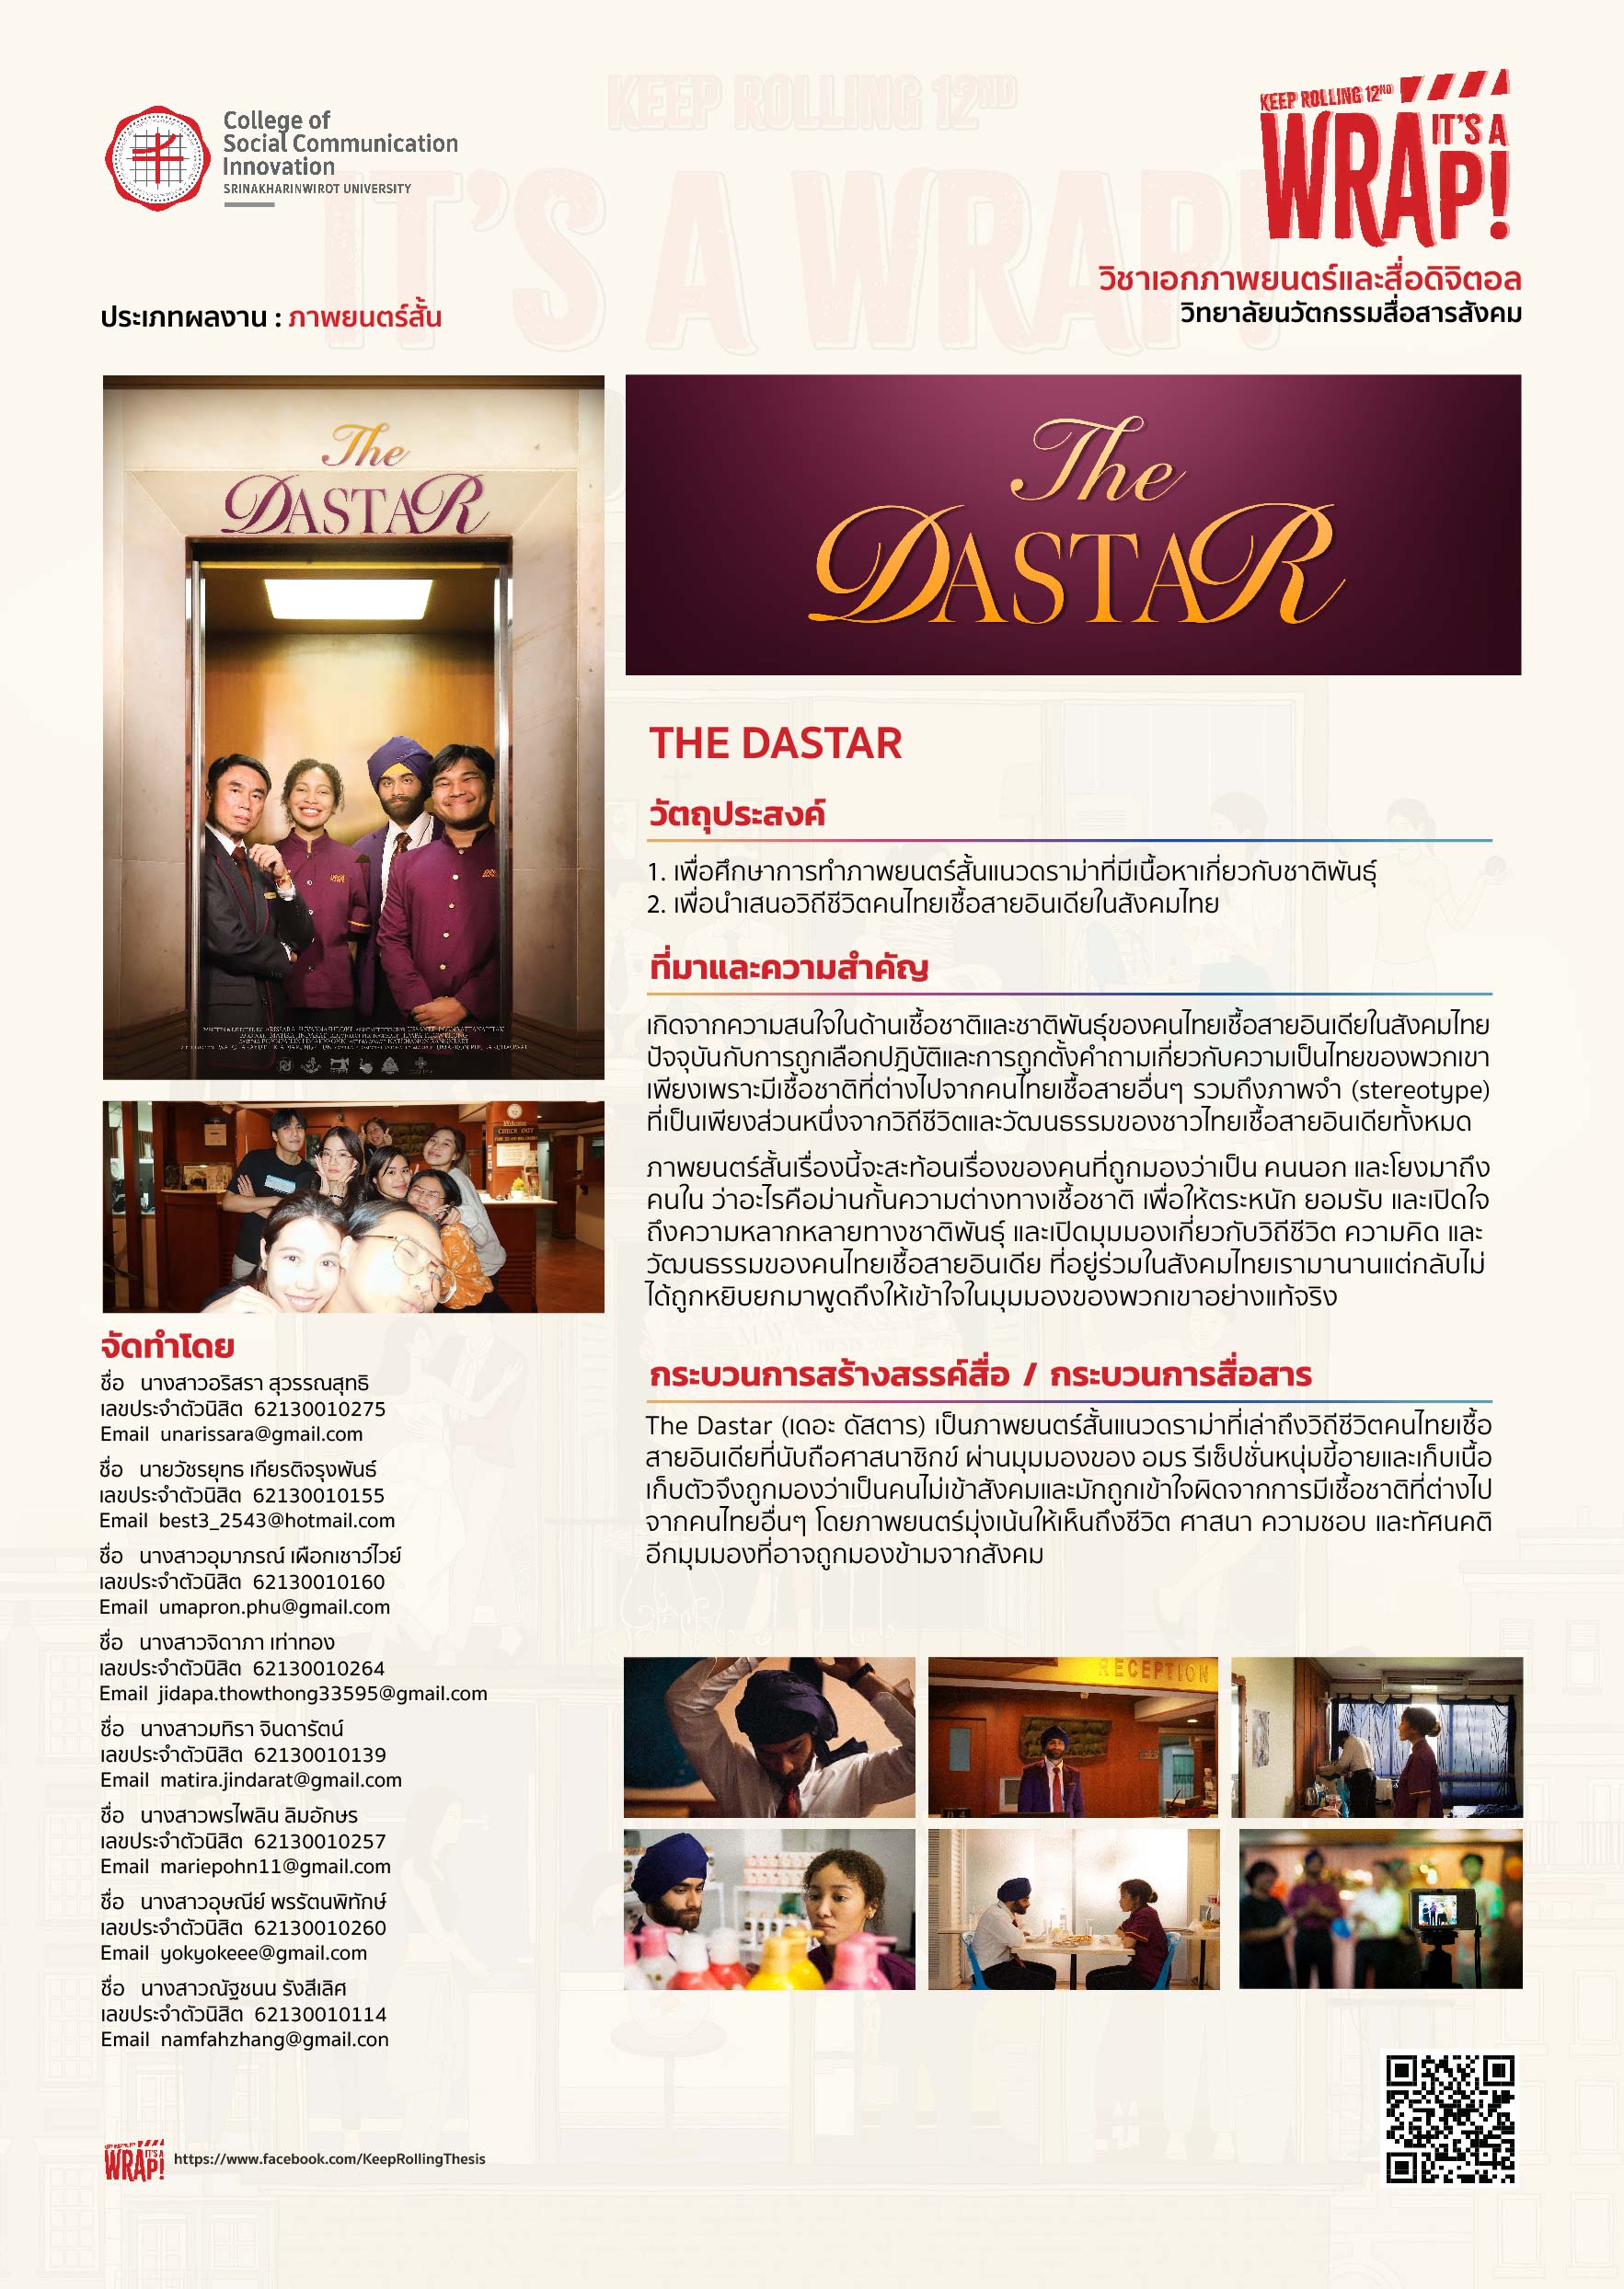 KEEP ROLLING 12ND
IT'S A WRAP!
College of
Social Communication
Innovation
SRINAKHARINWIROT UNIVERSITY
KEEP ROLLING 12ND
IT'S A
WRAP!
วิชาเอกภาพยนตร์และสื่อดิจิตอล
วิทยาลัยนวัตกรรมสื่อสารสังคม
ประเภทผลงาน : ภาพยนตร์สั้น
The
DASTAR
The
DASTAR
THE DASTAR
วัตถุประสงค์
1. เพื่อศึกษาการทำภาพยนตร์สั้นแนวดราม่าที่มีเนื้อหาเกี่ยวกับชาติพันธุ์
2. เพื่อนำเสนอวิถีชีวิตคนไทยเชื้อสายอินเดียในสังคมไทย
ที่มาและความสำคัญ
เกิดจากความสนใจในด้านเชื้อชาติและชาติพันธุ์ของคนไทยเชื้อสายอินเดียในสังคมไทย
ปัจจุบันกับการถูกเลือกปฎิบัติและการถูกตั้งคำถามเกี่ยวกับความเป็นไทยของพวกเขา
เพียงเพราะมีเชื้อชาติที่ต่างไปจากคนไทยเชื้อสายอื่นๆ รวมถึงภาพจำ (stereotype)
ที่เป็นเพียงส่วนหนึ่งจากวิถีชีวิตและวัฒนธรรมของชาวไทยเชื้อสายอินเดียทั้งหมด
ภาพยนตร์สั้นเรื่องนี้จะสะท้อนเรื่องของคนที่ถูกมองว่าเป็น คนนอก และโยงมาถึง
คนใน ว่าอะไรคือม่านกั้นความต่างทางเชื้อชาติ เพื่อให้ตระหนัก ยอมรับ และเปิดใจ
ถึงความหลากหลายทางชาติพันธุ์ และเปิดมุมมองเกี่ยวกับวิถีชีวิต ความคิด และ
วัฒนธรรมของคนไทยเชื้อสายอินเดีย ที่อยู่ร่วมในสังคมไทยเรามานานแต่กลับไม่
ได้ถูกหยิบยกมาพูดถึงให้เข้าใจในมุมมองของพวกเขาอย่างแท้จริง
กระบวนการสร้างสรรค์สื่อ / กระบวนการสื่อสาร
The Dastar (เดอะ ดัสตาร) เป็นภาพยนตร์สั้นแนวดราม่าที่เล่าถึงวิถีชีวิตคนไทยเชื้อ
สายอินเดียที่นับถือศาสนาซิกข์ ผ่านมุมมองของ อมร รีเซ็ปชั่นหนุ่มขี้อายและเก็บเนื้อ
เก็บตัวจึงถูกมองว่าเป็นคนไม่เข้าสังคมและมักถูกเข้าใจผิดจากการมีเชื้อชาติที่ต่างไป
จากคนไทยอื่นๆ โดยภาพยนตร์มุ่งเน้นให้เห็นถึงชีวิต ศาสนา ความชอบ และทัศนคติ
อีกมุมมองที่อาจถูกมองข้ามจากสังคม
Welcome
CHECK OUT
จัดทำโดย
ชื่อ นางสาวอริสรา สุวรรณสุทธิ
เลขประจำตัวนิสิต 62130010275
Email unarissara@gmail.com
ชื่อ นายวัชรยุทธ เกียรติจรุงพันธ์
เลขประจำตัวนิสิต 62130010155
Email best3_2543@hotmail.com
ชื่อ นางสาวอุมาภรณ์ เผือกเชาว์ไวย์
เลขประจำตัวนิสิต 62130010160
Email umapron.phu@gmail.com
ชื่อ นางสาวจิดาภา เท่าทอง
เลขประจำตัวนิสิต 62130010264
Email jidapa.thowthong33595@gmail.com
ชื่อ นางสาวมทิรา จินดารัตน์
เลขประจำตัวนิสิต 62130010139
Email matira.jindarat@gmail.com
ชื่อ นางสาวพรไพลิน ลิมอักษร
เลขประจำตัวนิสิต 62130010257
Email mariepohn11@gmail.com
ชื่อ นางสาวอุษณีย์ พรรัตนพิทักษ์
เลขประจำตัวนิสิต 62130010260
Email yokyokeee@gmail.com
ชื่อ นางสาวณัฐชนน รังสีเลิศ
เลขประจำตัวนิสิต 62130010114
Email namfahzhang@gmail.con
RECEPTION
IT'S A
WRAP!
https://www.facebook.com/KeepRollingThesis